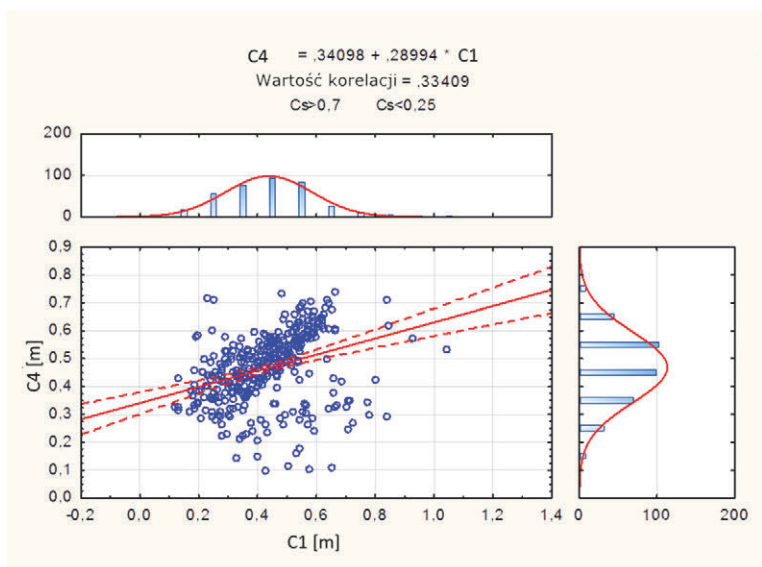 C4 = ,34098 + ,28994 * C1
Wartość korelacji = ,33409
Cs>0,7 Cs<0,25
200
100
0
0,9
0,8
0,7
0,6
0,5
0,4
0,3
0,2
0,1
0,0
C4 [m]
-0,2 0,0 0,2 0,4 0,6 0,8 1,0 1,2 1,4
C1 [m]
0 100 200